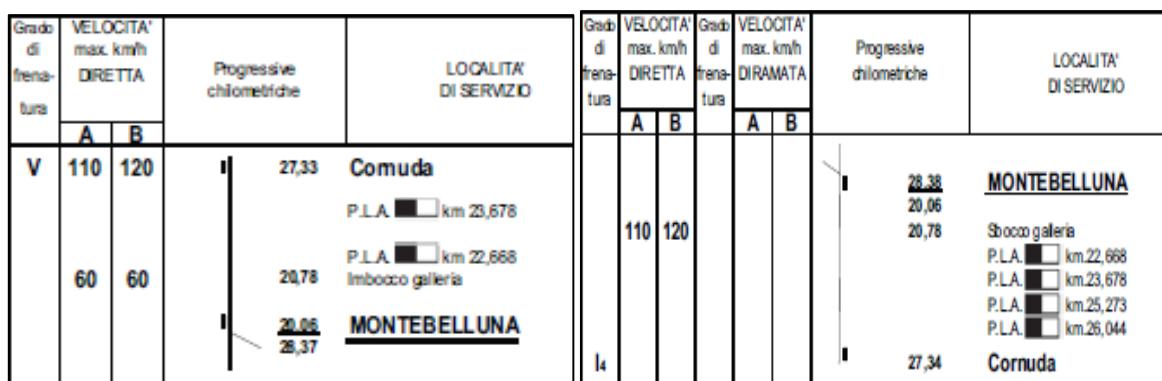 Grado di frena- tura
VELOCITA' max. km/h DIRETTA
A B
Progressive chilometriche
LOCALITA' DI SERVIZIO
V 110 120 27,33 Cornuda
P.L.A. km 23,678
P.L.A. km 22,668
60 60 20,78 Imbocco galleria
20,06 MONTEBELLUNA
28,37
Grado di frena- tura
VELOCITA' max. km/h DIRETTA
A B
Grado di frena- tura
VELOCITA' max. km/h DIRAMATA
A B
Progressive chilometriche
LOCALITA' DI SERVIZIO
28,38 MONTEBELLUNA
20,06
110 120 20,78 Sbocco galleria
P.L.A. km.22,668
P.L.A. km.23,678
P.L.A. km.25,273
P.L.A. km.26,044
I4 27,34 Cornuda